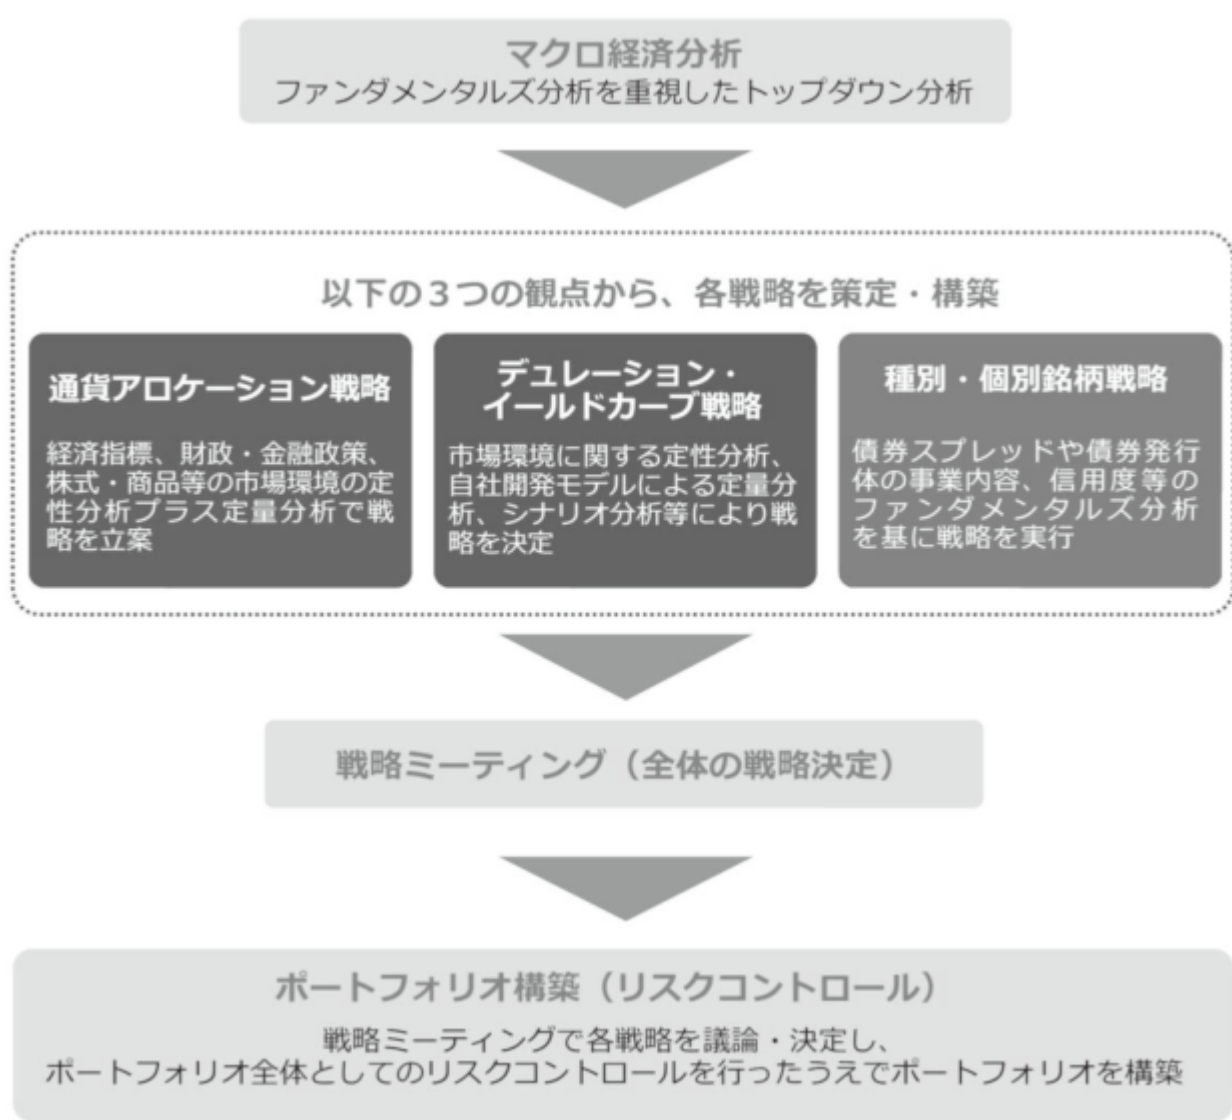 マクロ経済分析
ファンダメンタルズ分析を重視したトップダウン分析
以下の３つの観点から、各戦略を策定・構築
通貨アロケーション戦略
経済指標、財政・金融政策、
株式・商品等の市場環境の定
性分析プラス定量分析で戦
略を立案
デュレーション・
イールドカーブ戦略
市場環境に関する定性分析、
自社開発モデルによる定量分
析、シナリオ分析等により戦
略を決定
種別・個別銘柄戦略
債券スプレッドや債券発行
体の事業内容、信用度等の
ファンダメンタルズ分析
を基に戦略を実行
戦略ミーティング（全体の戦略決定）
ポートフォリオ構築（リスクコントロール）
戦略ミーティングで各戦略を議論・決定し、
ポートフォリオ全体としてのリスクコントロールを行ったうえでポートフォリオを構築